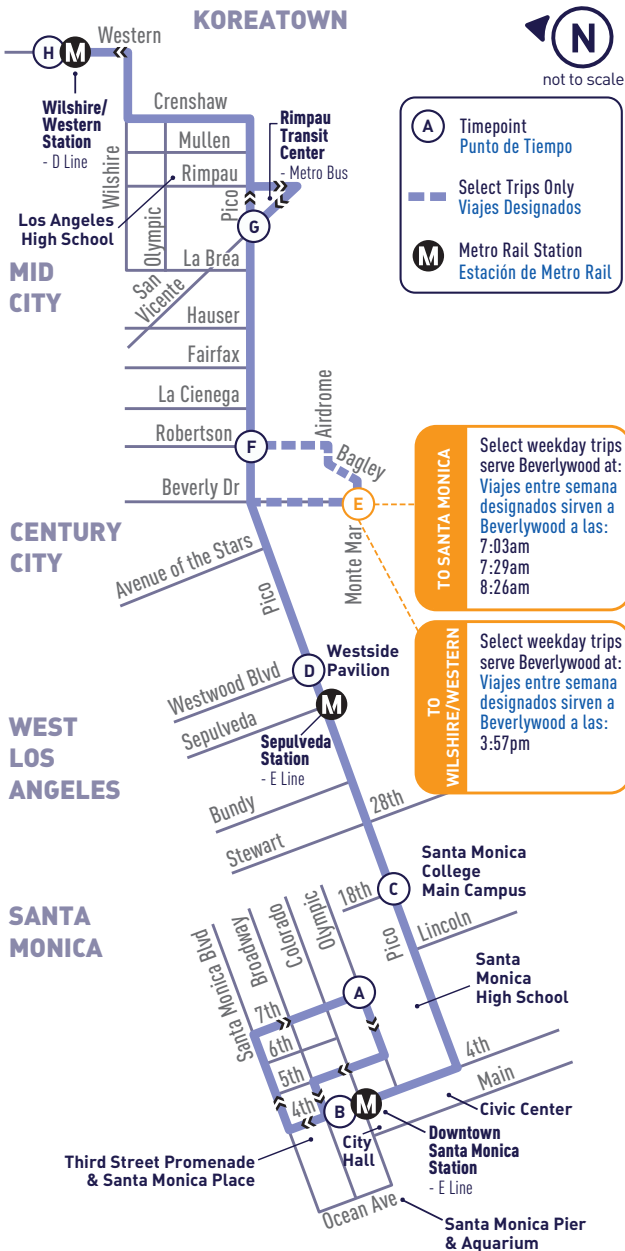 KOREATOWN
N
not to scale
Western
H
M
Wilshire/
Western
Station
- D Line
Crenshaw
Mullen
Rimpau
Wilshire
Olympic
Pico
Rimpau
Transit
Center
- Metro Bus
Los Angeles
High School
G
La Brea
San
Vicente
MID
CITY
Hauser
Fairfax
La Cienega
Robertson
F
Airdrome
Bagley
Beverly Dr
E
Monte Mar
A
Timepoint
Punto de Tiempo
Select Trips Only
Viajes Designados
M
Metro Rail Station
Estación de Metro Rail
TO SANTA MONICA
Select weekday trips
serve Beverlywood at:
Viajes entre semana
designados sirven a
Beverlywood a las:
7:03am
7:29am
8:26am
TO
WILSHIRE/WESTERN
Select weekday trips
serve Beverlywood at:
Viajes entre semana
designados sirven a
Beverlywood a las:
3:57pm
CENTURY
CITY
Avenue of the Stars
Pico
D
Westside
Pavilion
Westwood Blvd
M
Sepulveda
Sepulveda
Station
- E Line
WEST
LOS
ANGELES
Bundy
28th
Stewart
Santa Monica
College
Main Campus
C
18th
Lincoln
Pico
SANTA
MONICA
Santa Monica Blvd
Broadway
Colorado
Olympic
A
7th
6th
5th
4th
B
M
Santa
Monica
High School
4th
Main
Civic Center
City
Hall
Downtown
Santa Monica
Station
- E Line
Third Street Promenade
& Santa Monica Place
Ocean Ave
Santa Monica Pier
& Aquarium